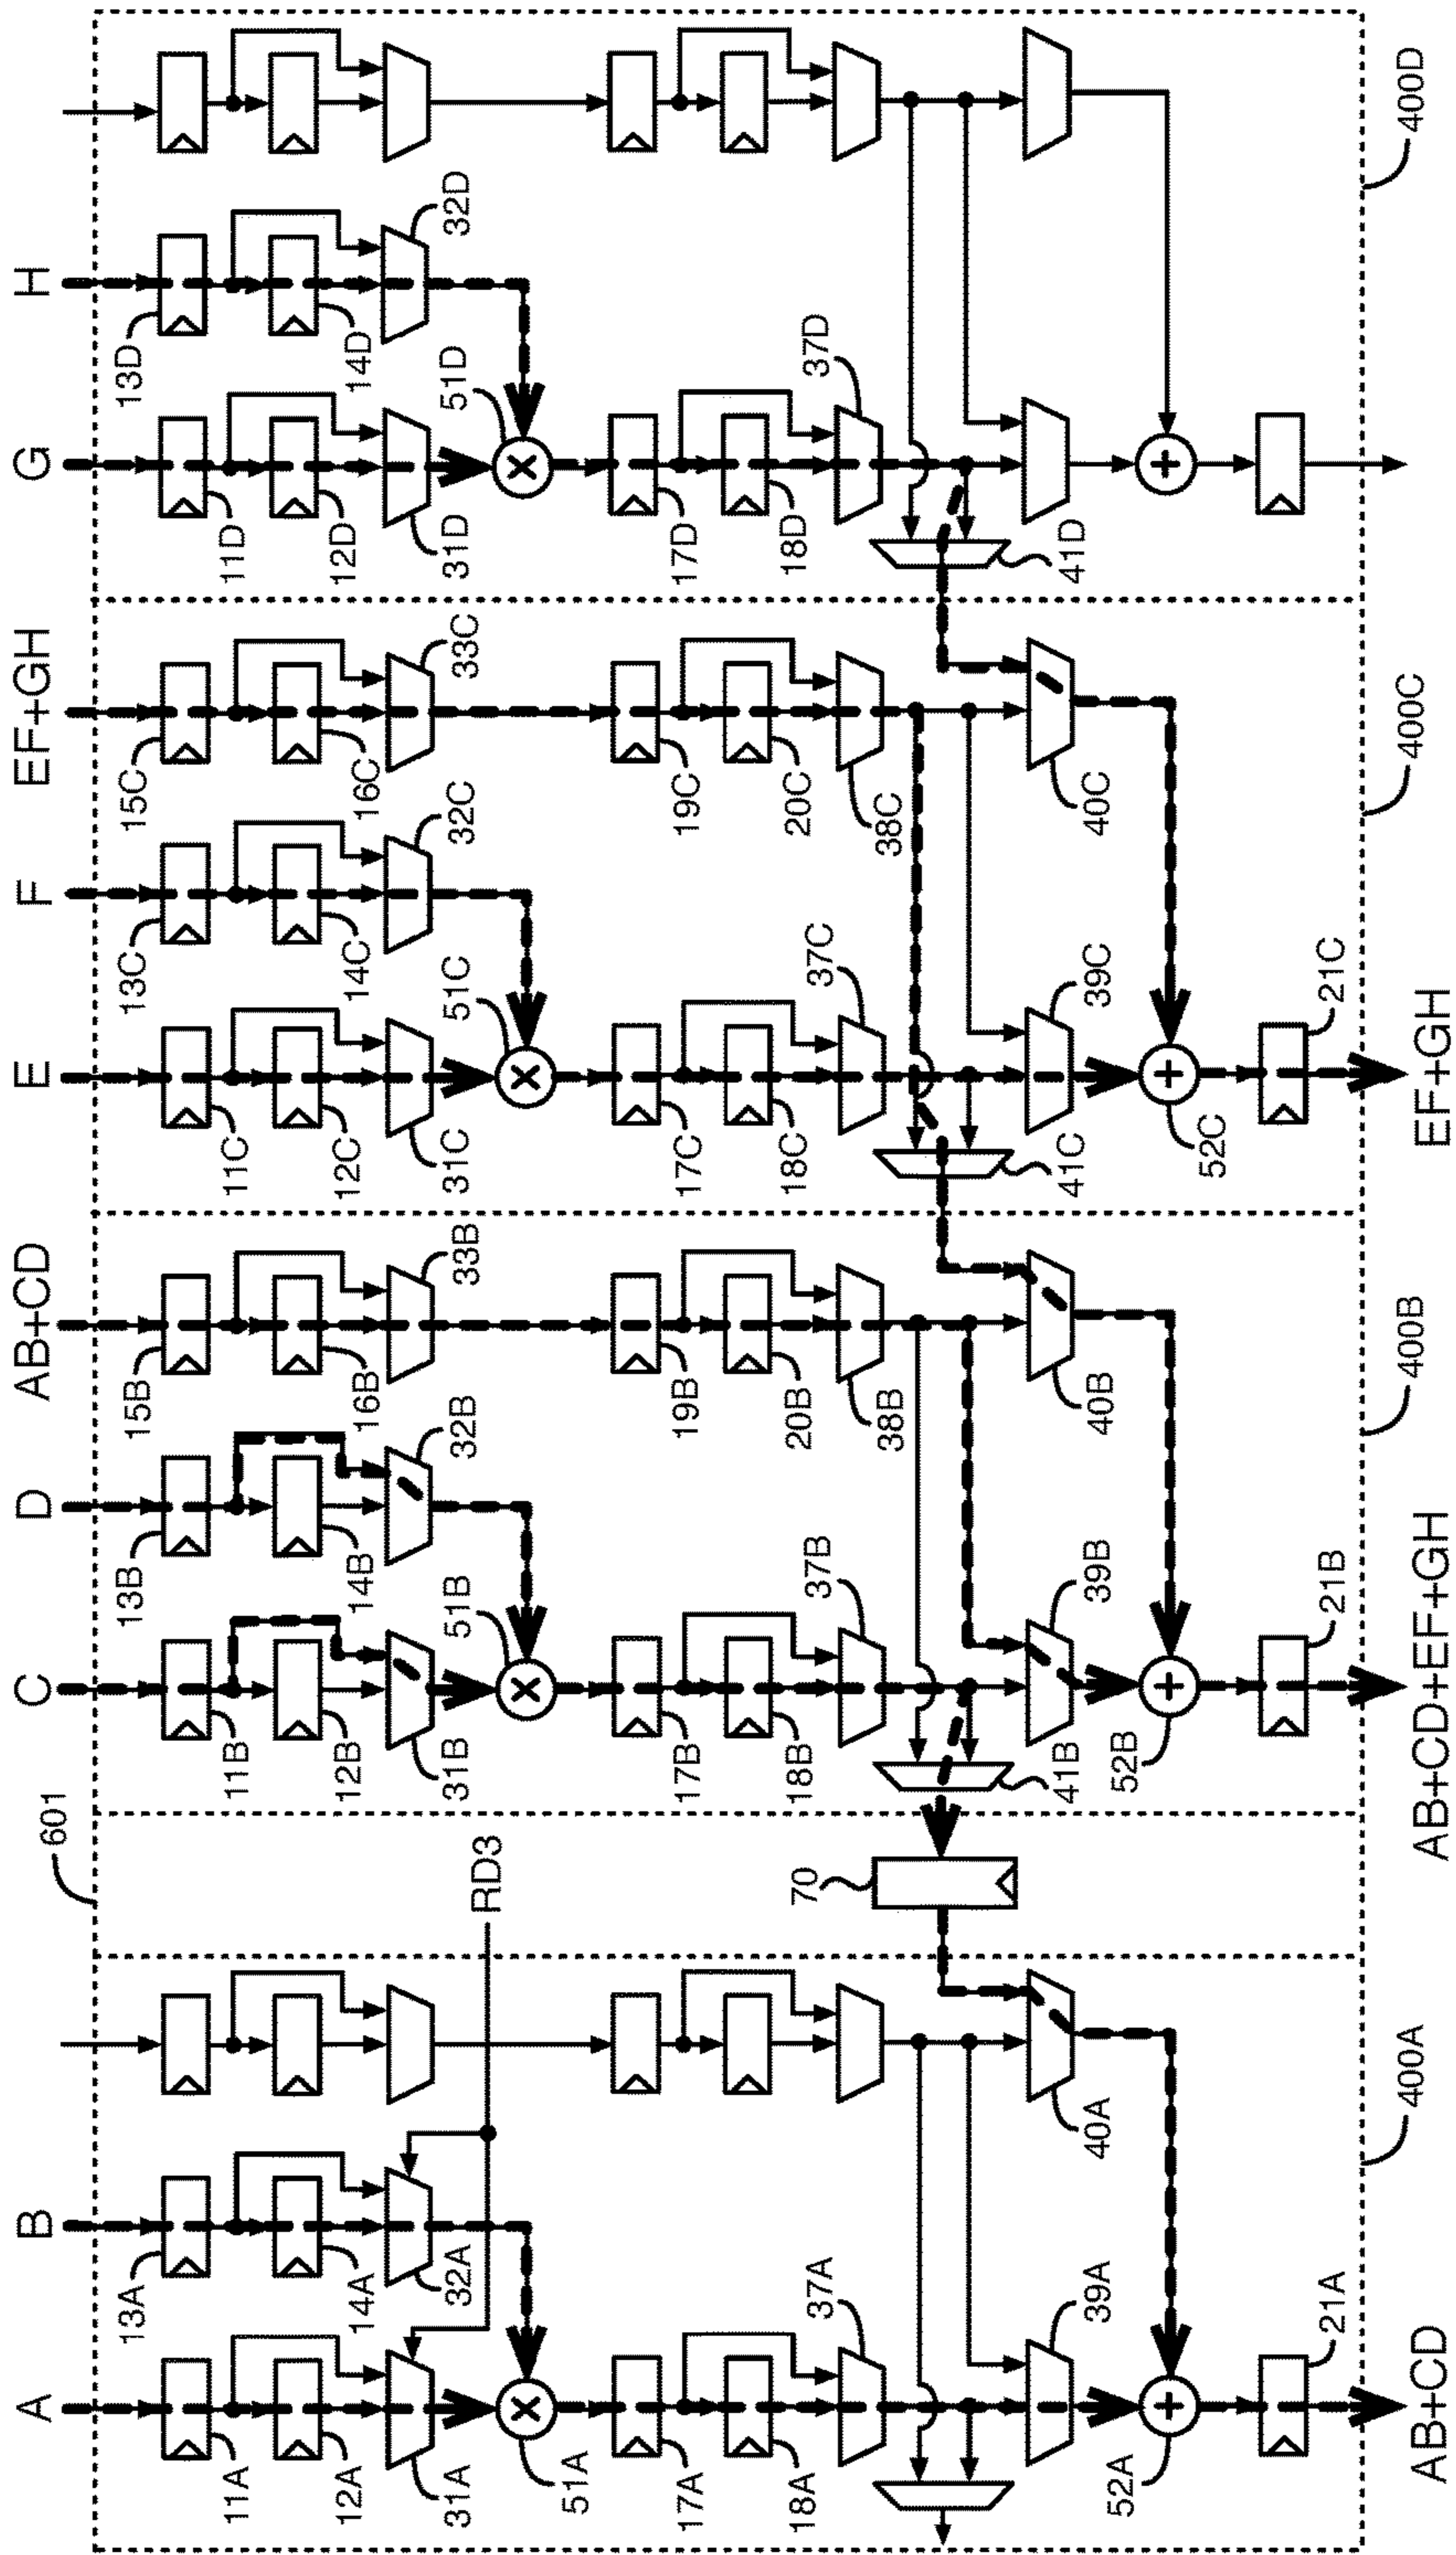 A B C D AB+CD E F EF+GH G H
601
13A 13B 15B 13C 15C 13D
11A 11B 11C 11D
12A 14A 12B 14B 16B 12C 14C 16C 12D 14D
31A 32A 31B 32B 33B 31C 32C 33C 31D 32D
RD3
51A 51B 51C 51D
17A 17B 19B 17C 19C 17D
18A 37A 70 18B 37B 20B 18C 37C 20C 18D 37D
38B 38C
39A 40A 41B 39B 40B 41C 39C 40C 41D
52A 52B 52C
21A 21B 21C
400A 400B 400C 400D
AB+CD AB+CD+EF+GH EF+GH